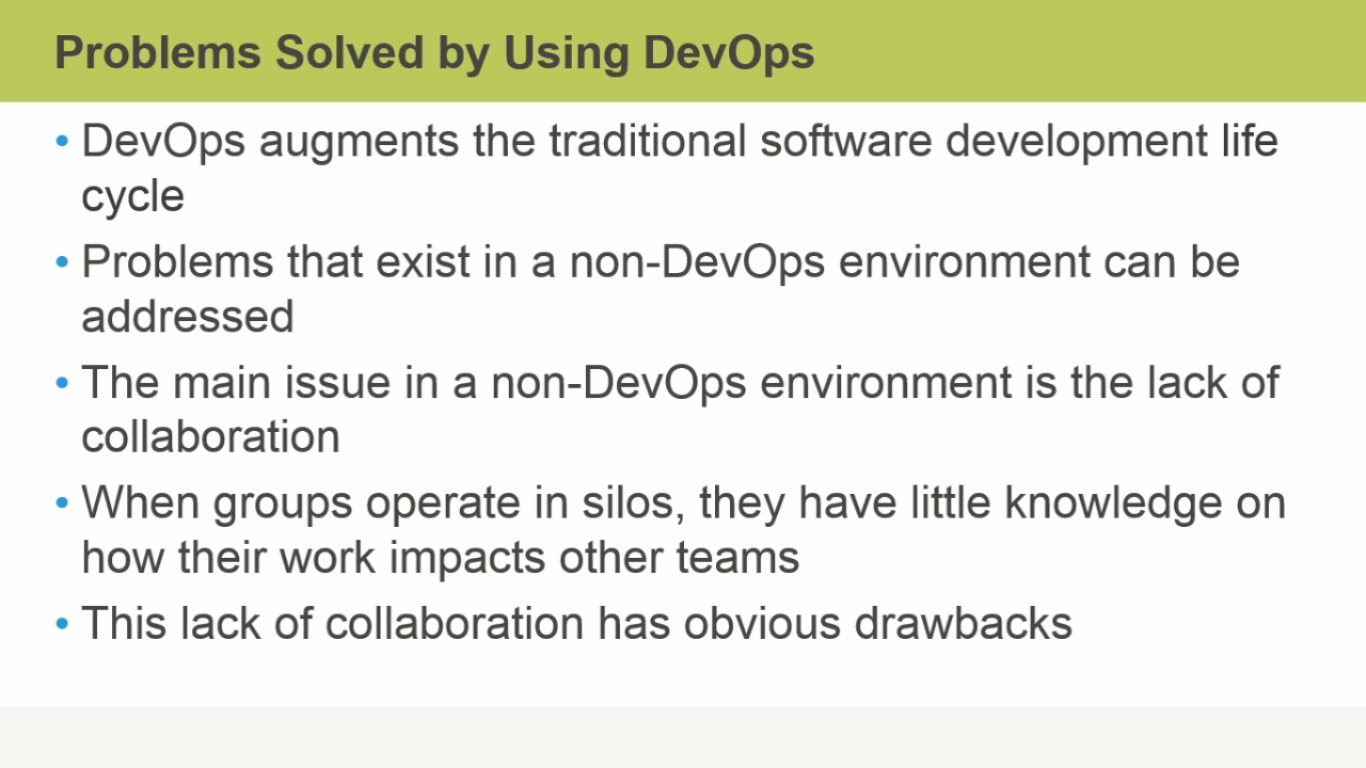 Problems Solved by Using DevOps
• DevOps augments the traditional software development life
cycle
• Problems that exist in a non-DevOps environment can be
addressed
• The main issue in a non-DevOps environment is the lack of
collaboration
• When groups operate in silos, they have little knowledge on
how their work impacts other teams
• This lack of collaboration has obvious drawbacks